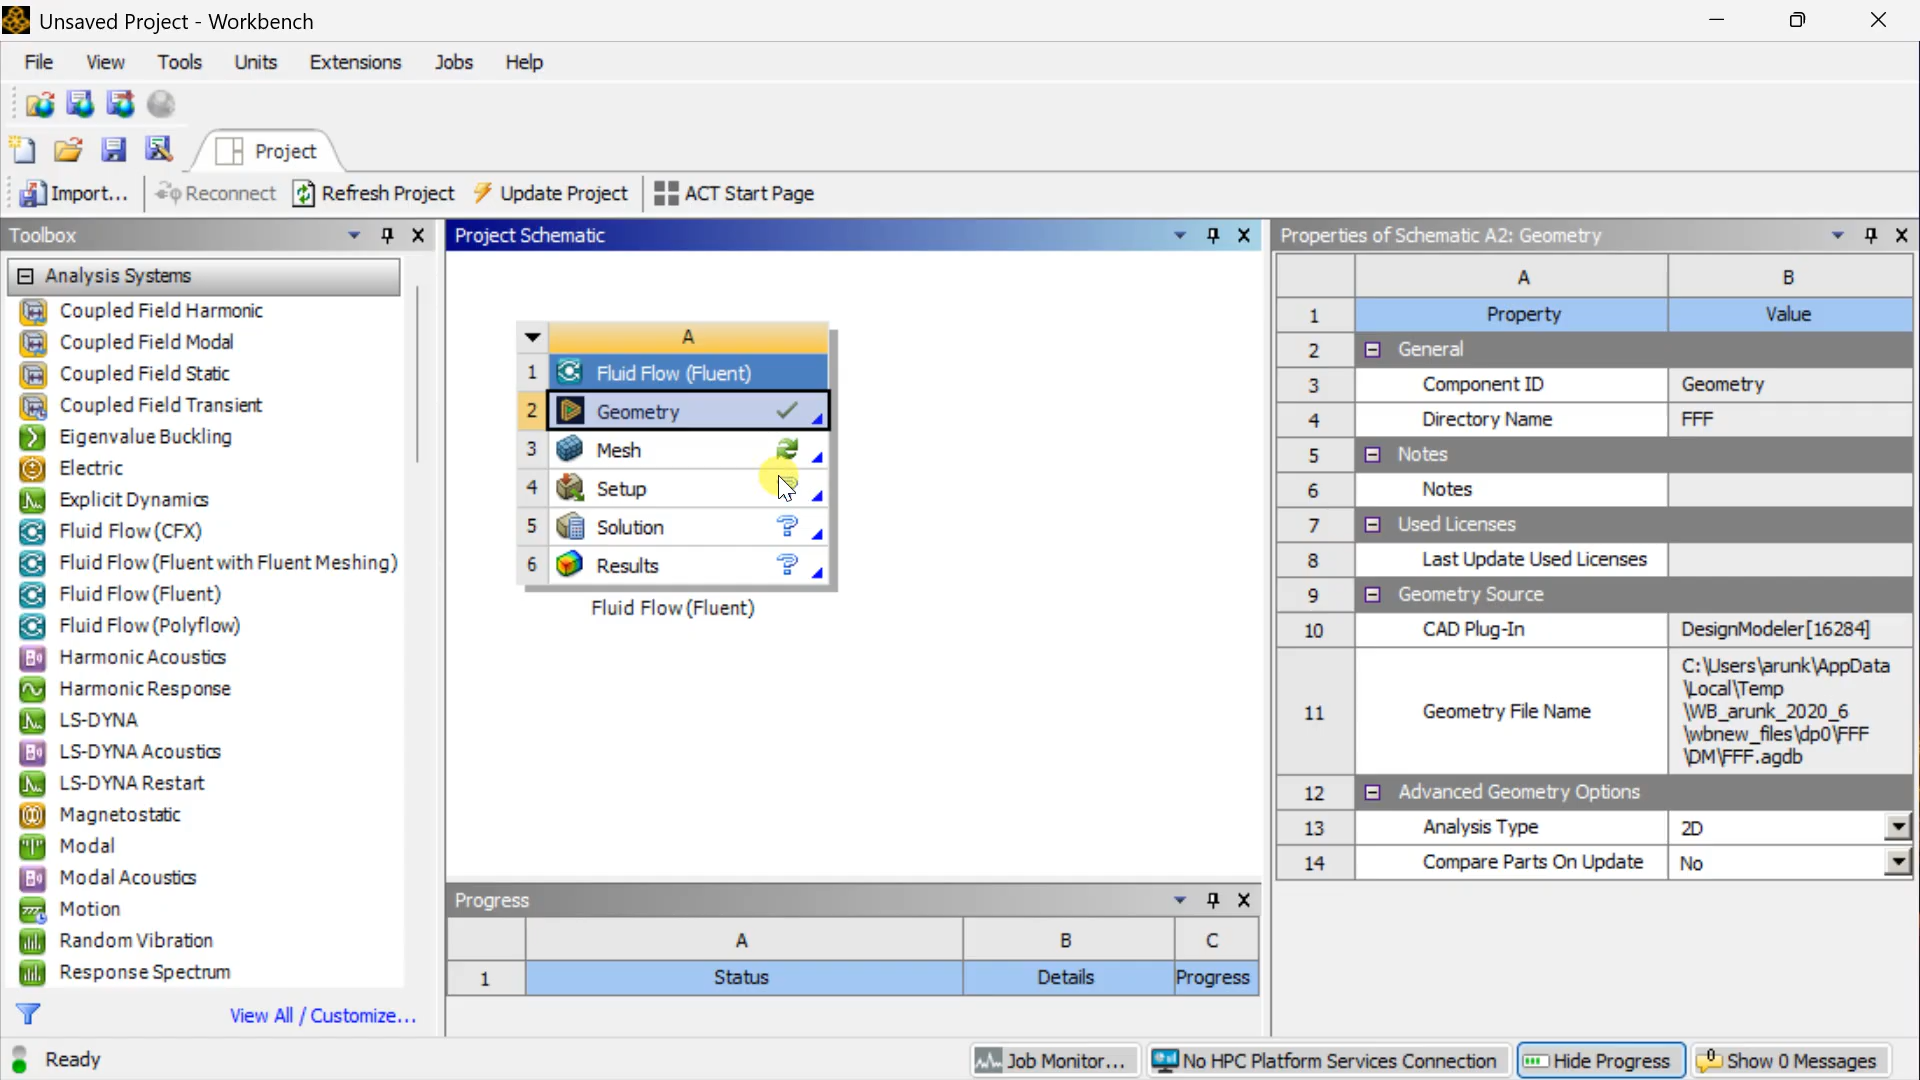 Unsaved Project - Workbench
File View Tools Units Extensions Jobs Help
Project
Import... Reconnect Refresh Project Update Project ACT Start Page
Toolbox
Analysis Systems
Coupled Field Harmonic
Coupled Field Modal
Coupled Field Static
Coupled Field Transient
Eigenvalue Buckling
Electric
Explicit Dynamics
Fluid Flow (CFX)
Fluid Flow (Fluent with Fluent Meshing)
Fluid Flow (Fluent)
Fluid Flow (Polyflow)
Harmonic Acoustics
Harmonic Response
LS-DYNA
LS-DYNA Acoustics
LS-DYNA Restart
Magnetostatic
Modal
Modal Acoustics
Motion
Random Vibration
Response Spectrum
View All / Customize...
Project Schematic
A
1 Fluid Flow (Fluent)
2 Geometry
3 Mesh
4 Setup
5 Solution
6 Results
Fluid Flow (Fluent)
Progress
A B C
1 Status Details Progress
Properties of Schematic A2: Geometry
A B
1 Property Value
2 General
3 Component ID Geometry
4 Directory Name FFF
5 Notes
6 Notes
7 Used Licenses
8 Last Update Used Licenses
9 Geometry Source
10 CAD Plug-In DesignModeler[16284]
11 Geometry File Name C:\Users\arunk\AppData
\Local\Temp
\WB_arunk_2020_6
\wbnew_files\dp0\FFF
\DM\FFF.agdb
12 Advanced Geometry Options
13 Analysis Type 2D
14 Compare Parts On Update No
Ready Job Monitor... No HPC Platform Services Connection Hide Progress Show 0 Messages